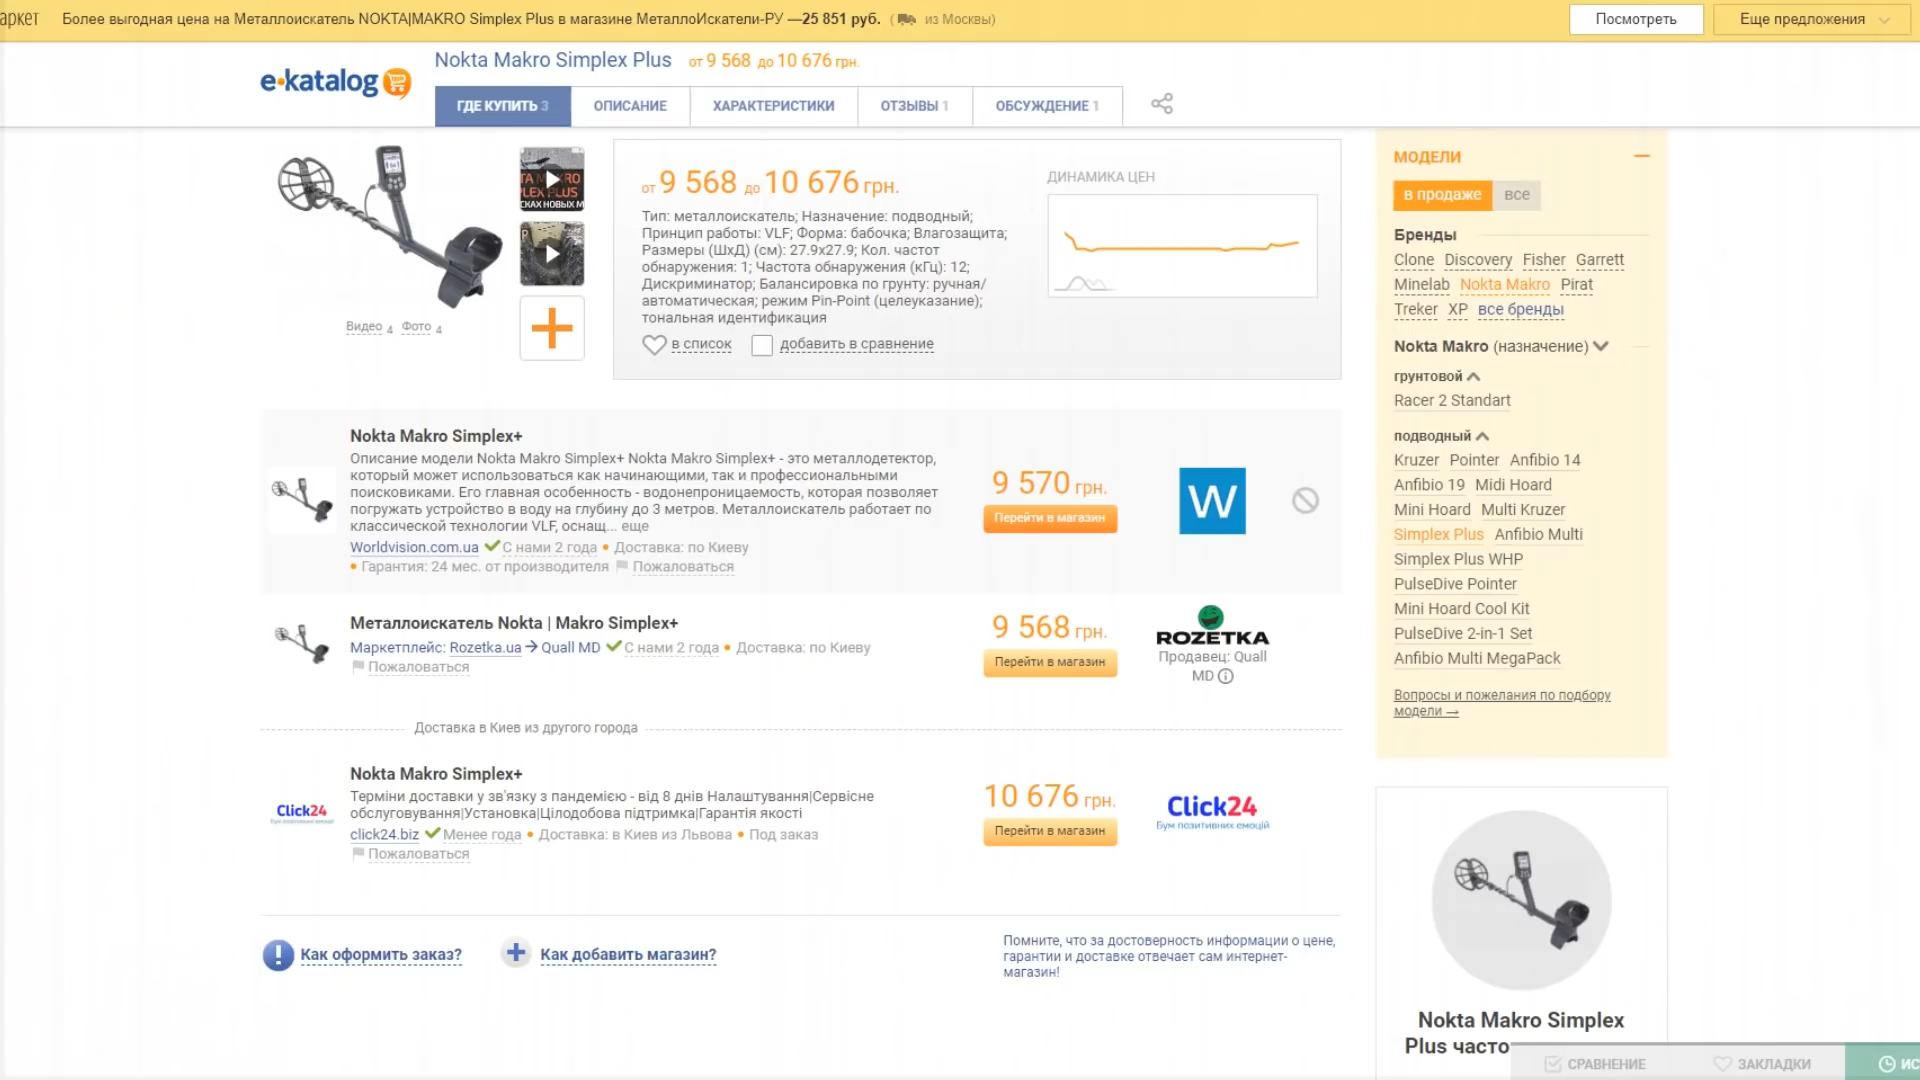 аркет Более выгодная цена на Металлоискатель NOKTA|MAKRO Simplex Plus в магазине МеталлоИскатели-РУ —25 851 руб. ( из Москвы)
Посмотреть
Еще предложения
e-katalog
Nokta Makro Simplex Plus от 9 568 до 10 676 грн.
ГДЕ КУПИТЬ 3
ОПИСАНИЕ
ХАРАКТЕРИСТИКИ
ОТЗЫВЫ 1
ОБСУЖДЕНИЕ 1
TA MAKRO
LEX PLUS
СКАХ НОВЫХ М
Видео 4 Фото 4
от 9 568 до 10 676 грн.
Тип: металлоискатель; Назначение: подводный;
Принцип работы: VLF; Форма: бабочка; Влагозащита;
Размеры (ШхД) (см): 27.9x27.9; Кол. частот
обнаружения: 1; Частота обнаружения (кГц): 12;
Дискриминатор; Балансировка по грунту: ручная/
автоматическая; режим Pin-Point (целеуказание);
тональная идентификация
в список
добавить в сравнение
ДИНАМИКА ЦЕН
Nokta Makro Simplex+
Описание модели Nokta Makro Simplex+ Nokta Makro Simplex+ - это металлодетектор,
который может использоваться как начинающими, так и профессиональными
поисковиками. Его главная особенность - водонепроницаемость, которая позволяет
погружать устройство в воду на глубину до 3 метров. Металлоискатель работает по
классической технологии VLF, оснащ... еще
Worldvision.com.ua С нами 2 года • Доставка: по Киеву
• Гарантия: 24 мес. от производителя Пожаловаться
9 570 грн.
Перейти в магазин
W
Металлоискатель Nokta | Makro Simplex+
Маркетплейс: Rozetka.ua → Quall MD С нами 2 года • Доставка: по Киеву
Пожаловаться
9 568 грн.
Перейти в магазин
ROZETKA
Продавец: Quall
MD
Доставка в Киев из другого города
Click24
Nokta Makro Simplex+
Терміни доставки у зв'язку з пандемією - від 8 днів Налаштування|Сервісне
обслуговування|Установка|Цілодобова підтримка|Гарантія якості
click24.biz Менее года • Доставка: в Киев из Львова • Под заказ
Пожаловаться
10 676 грн.
Перейти в магазин
Click24
Бум позитивних емоцій
Как оформить заказ?
Как добавить магазин?
Помните, что за достоверность информации о цене,
гарантии и доставке отвечает сам интернет-
магазин!
МОДЕЛИ
в продаже все
Бренды
Clone Discovery Fisher Garrett
Minelab Nokta Makro Pirat
Treker XP все бренды
Nokta Makro (назначение)
грунтовой
Racer 2 Standart
подводный
Kruzer Pointer Anfibio 14
Anfibio 19 Midi Hoard
Mini Hoard Multi Kruzer
Simplex Plus Anfibio Multi
Simplex Plus WHP
PulseDive Pointer
Mini Hoard Cool Kit
PulseDive 2-in-1 Set
Anfibio Multi MegaPack
Вопросы и пожелания по подбору
модели →
Nokta Makro Simplex
Plus часто
СРАВНЕНИЕ
ЗАКЛАДКИ
ИС